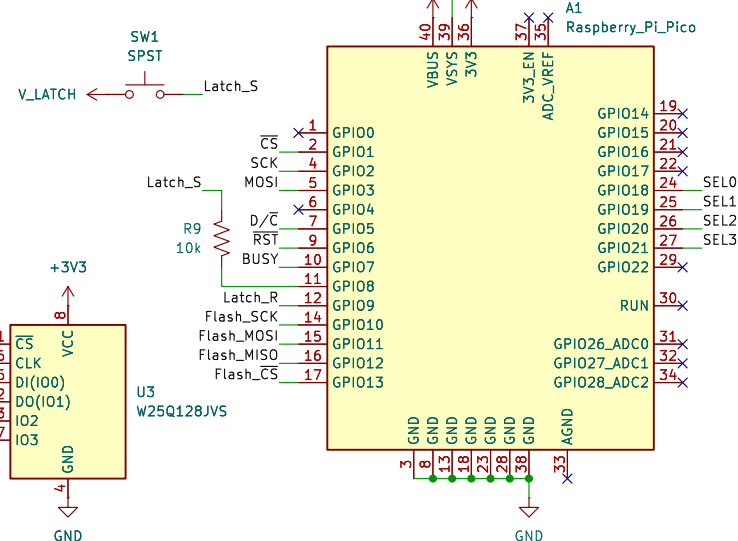 A1
Raspberry_Pi_Pico
SW1
SPST
V_LATCH
Latch_S
40
39
36
37
35
VBUS
VSYS
3V3
3V3_EN
ADC_VREF
1 GPIO0
CS 2 GPIO1
SCK 4 GPIO2
MOSI 5 GPIO3
Latch_S
6 GPIO4
D/C 7 GPIO5
RST 9 GPIO6
BUSY 10 GPIO7
11 GPIO8
Latch_R 12 GPIO9
Flash_SCK 14 GPIO10
Flash_MOSI 15 GPIO11
Flash_MISO 16 GPIO12
Flash_CS 17 GPIO13
R9
10k
GPIO14 19
GPIO15 20
GPIO16 21
GPIO17 22
GPIO18 24 SEL0
GPIO19 25 SEL1
GPIO20 26 SEL2
GPIO21 27 SEL3
GPIO22 29
RUN 30
GPIO26_ADC0 31
GPIO27_ADC1 32
GPIO28_ADC2 34
GND
GND
GND
GND
GND
GND
GND
AGND
3
8
13
18
23
28
38
33
GND
+3V3
8
VCC
CS
CLK
DI(IO0)
DO(IO1)
IO2
IO3
GND
4
U3
W25Q128JVS
GND